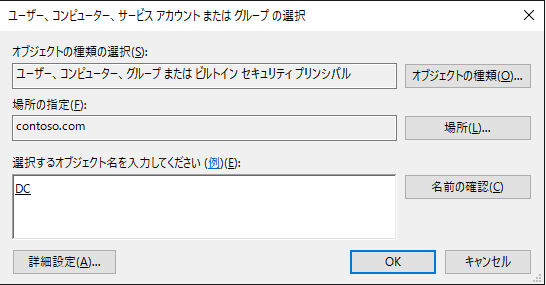 ユーザー、コンピューター、サービス アカウント または グループ の選択
オブジェクトの種類の選択(S):
ユーザー、コンピューター、グループ または ビルトイン セキュリティ プリンシパル
オブジェクトの種類(O)...
場所の指定(F):
contoso.com
場所(L)...
選択するオブジェクト名を入力してください (例)(E):
DC
名前の確認(C)
詳細設定(A)...
OK
キャンセル